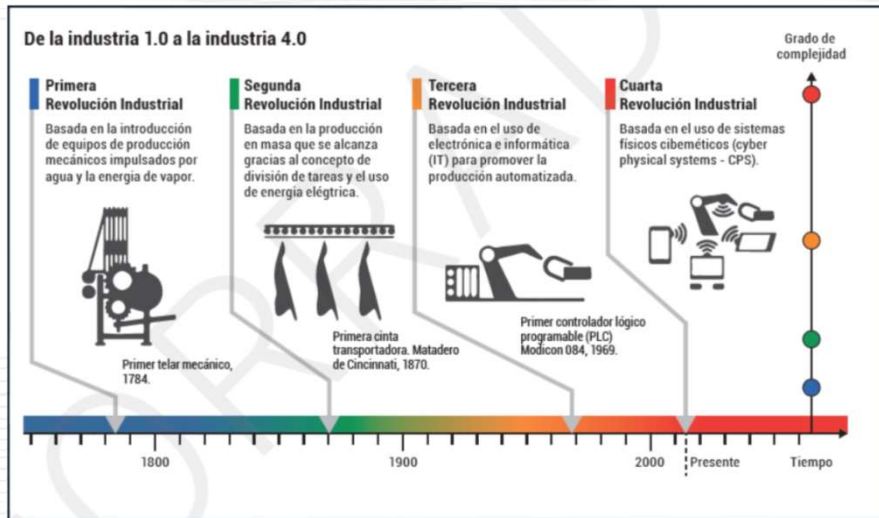 De la industria 1.0 a la industria 4.0
Grado de
complejidad
Primera
Revolución Industrial
Basada en la introducción
de equipos de producción
mecánicos impulsados por
agua y la energia de vapor.
Segunda
Revolución Industrial
Basada en la producción
en masa que se alcanza
gracias al concepto de
división de tareas y el uso
de energía elégtrica.
Tercera
Revolución Industrial
Basada en el uso de
electrónica e informática
(IT) para promover la
producción automatizada.
Cuarta
Revolución Industrial
Basada en el uso de sistemas
físicos cibeméticos (cyber
physical systems - CPS).
Primer telar mecánico,
1784.
Primera cinta
transportadora. Matadero
de Cincinnati, 1870.
Primer controlador lógico
programable (PLC)
Modicon 084, 1969.
1800
1900
2000
Presente
Tiempo